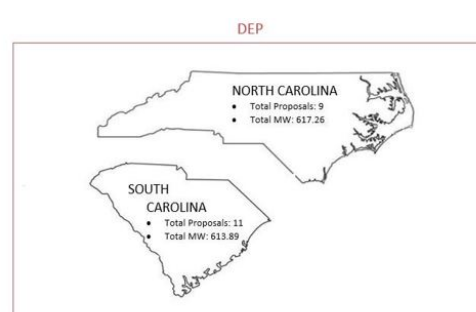 DEP
NORTH CAROLINA
• Total Proposals: 9
• Total MW: 617.26
SOUTH
CAROLINA
• Total Proposals: 11
• Total MW: 613.89